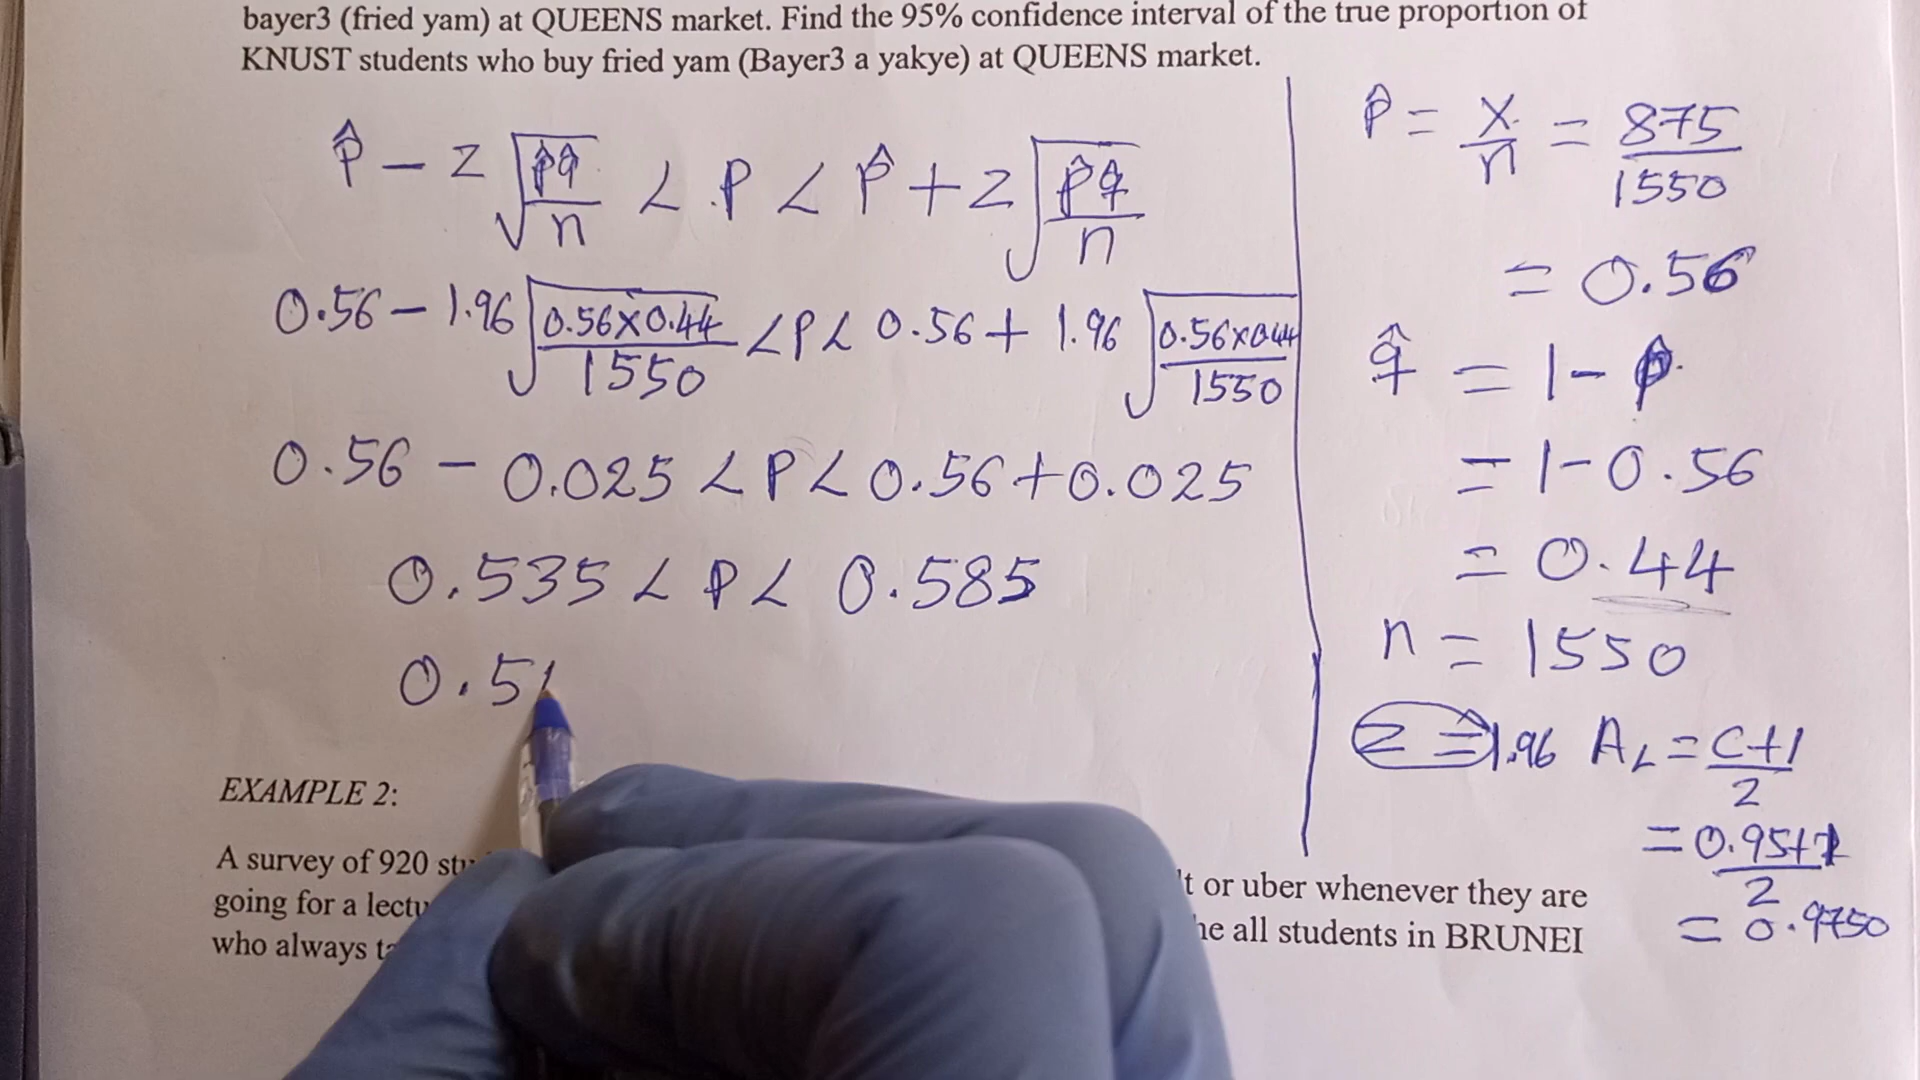 bayer3 (fried yam) at QUEENS market. Find the 95% confidence interval of the true proportion of
KNUST students who buy fried yam (Bayer3 a yakye) at QUEENS market.
p̂ − z √(p̂q̂/n) < p < p̂ + z √(p̂q̂/n)
0.56 − 1.96 √(0.56×0.44/1550) < p < 0.56 + 1.96 √(0.56×0.44/1550)
0.56 − 0.025 < p < 0.56 + 0.025
0.535 < p < 0.585
0.5
p̂ = x/n = 875/1550
= 0.56
q̂ = 1 − p̂
= 1 − 0.56
= 0.44
n = 1550
z ⇒ 1.96 A_L = C+1/2
= 0.95+1/2
= 0.9750
EXAMPLE 2:
A survey of 920 or uber whenever they are
going for a all students in BRUNEI
who always